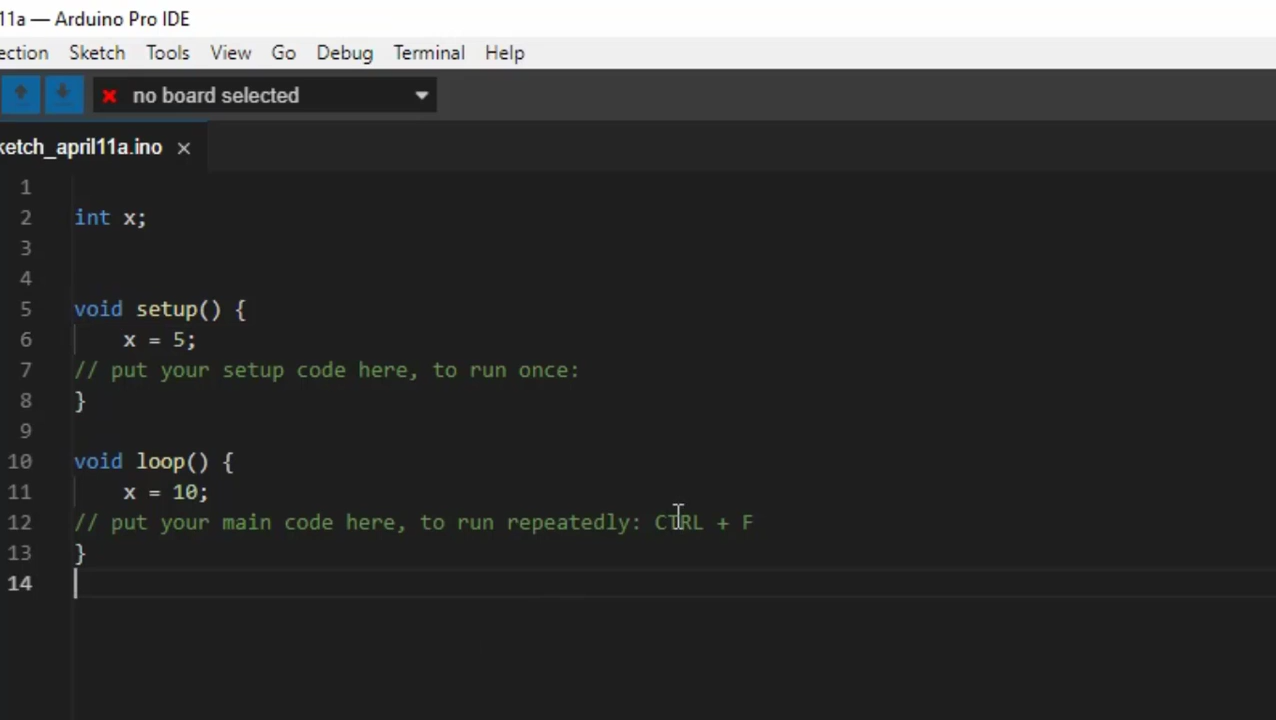 11a — Arduino Pro IDE
ection Sketch Tools View Go Debug Terminal Help
no board selected
ketch_april11a.ino ×
1
2 int x;
3
4
5 void setup() {
6 x = 5;
7 // put your setup code here, to run once:
8 }
9
10 void loop() {
11 x = 10;
12 // put your main code here, to run repeatedly: CTRL + F
13 }
14